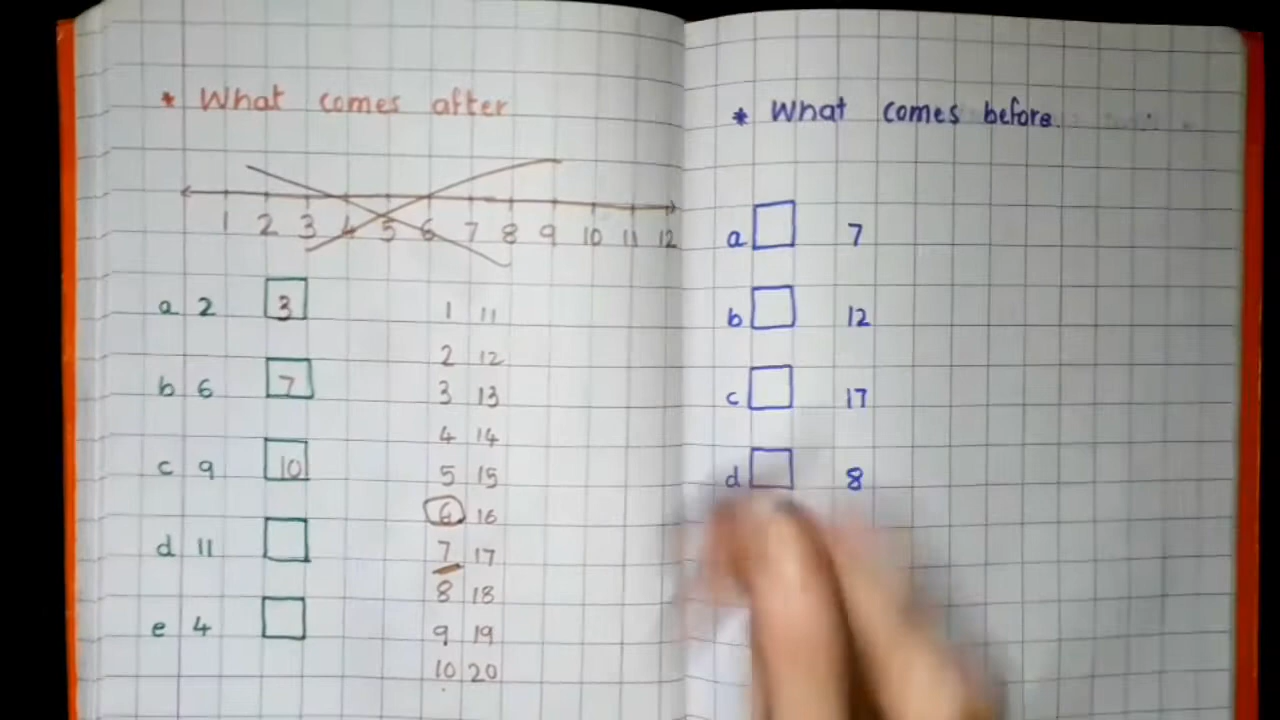 * What comes after
1 2 3 4 5 6 7 8 9 10 11 12
a 2 3
b 6 7
c 9 10
d 11
e 4
1 11
2 12
3 13
4 14
5 15
6 16
7 17
8 18
9 19
10 20
* What comes before
a 7
b 12
c 17
d 8